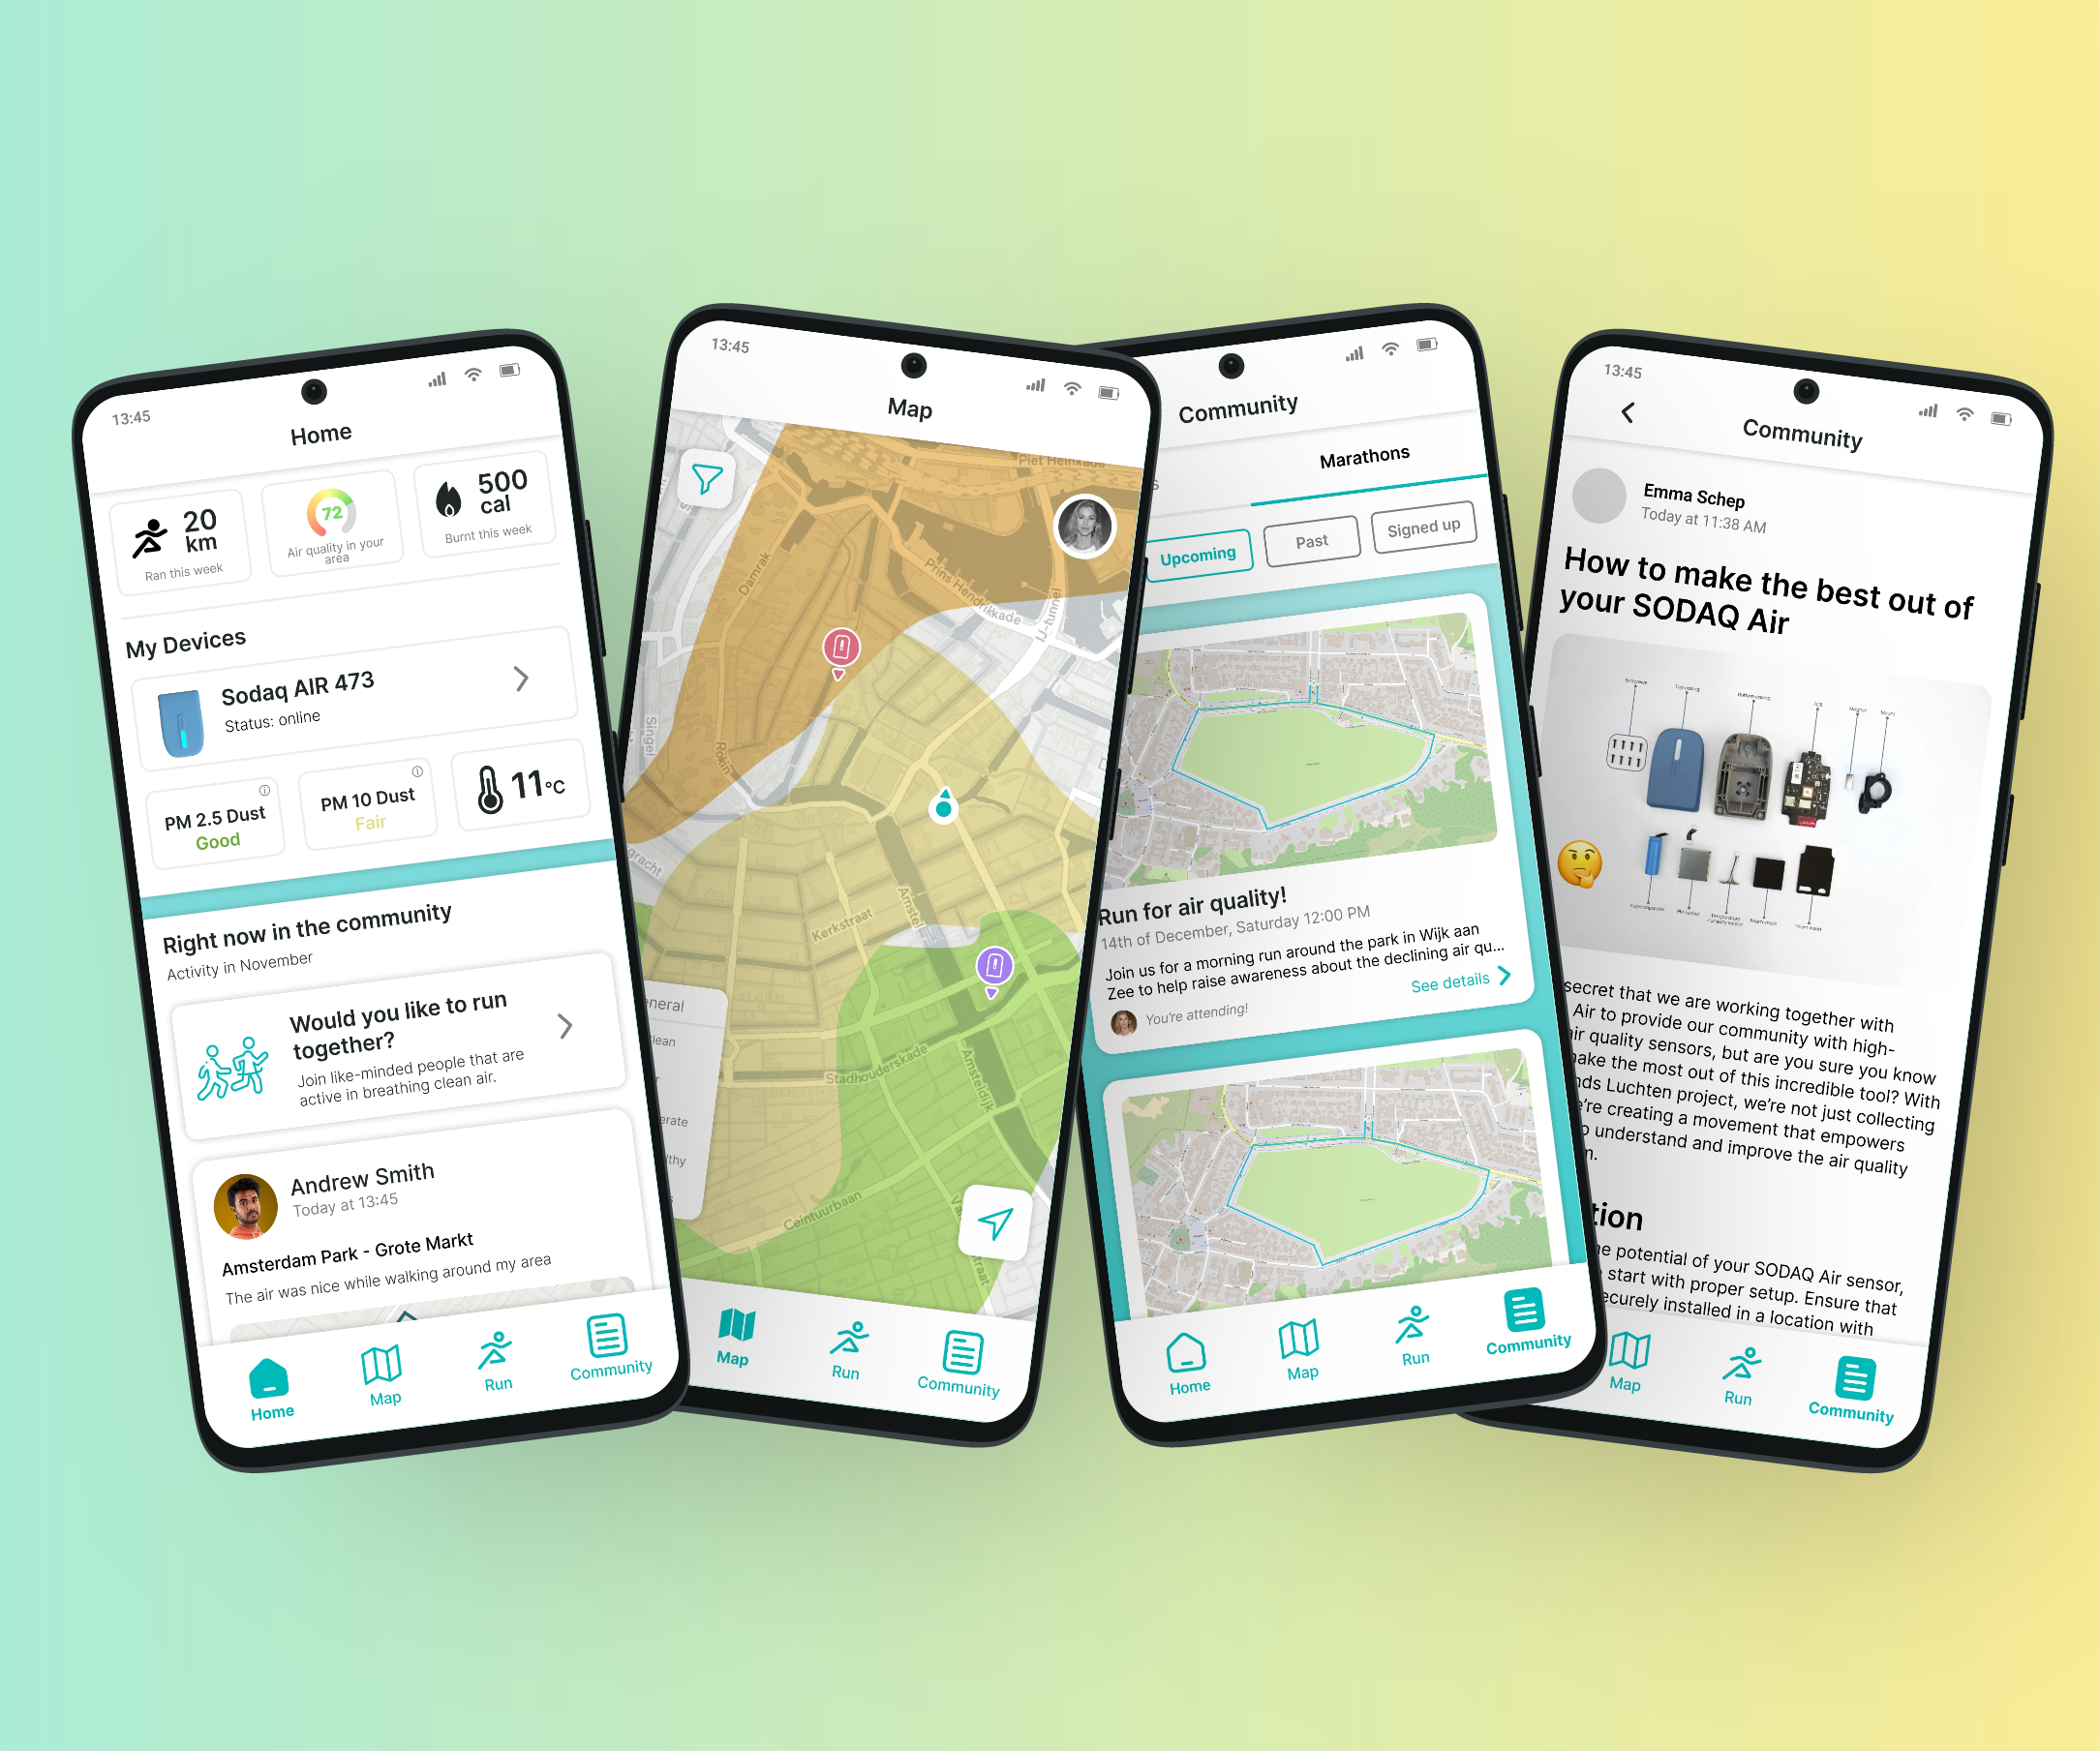 13:45
Home
20
km
Ran this week
72
Air quality in your
area
500
cal
Burnt this week
My Devices
Sodaq AIR 473
Status: online
PM 2.5 Dust
Good
PM 10 Dust
Fair
11°C
Right now in the community
Activity in November
Would you like to run
together?
Join like-minded people that are
active in breathing clean air.
Andrew Smith
Today at 13:45
Amsterdam Park - Grote Markt
The air was nice while walking around my area
Home
Map
Run
Community
13:45
Map
Piet Heinkade
Damrak
Prins Hendrikkade
IJ-tunnel
Singel
Rokin
gracht
Amstel
Kerkstraat
Stadhouderskade
Amsteldijk
Ceintuurbaan
straat
eneral
lean
erate
lthy
Map
Run
Community
Community
s
Marathons
Upcoming
Past
Signed up
Run for air quality!
14th of December, Saturday 12:00 PM
Join us for a morning run around the park in Wijk aan
Zee to help raise awareness about the declining air qu...
See details
You're attending!
Home
Map
Run
Community
13:45
Community
Emma Schep
Today at 11:38 AM
How to make the best out of
your SODAQ Air
secret that we are working together with
Air to provide our community with high-
air quality sensors, but are you sure you know
make the most out of this incredible tool? With
nds Luchten project, we're not just collecting
e're creating a movement that empowers
o understand and improve the air quality
m.
tion
he potential of your SODAQ Air sensor,
start with proper setup. Ensure that
ecurely installed in a location with
Map
Run
Community